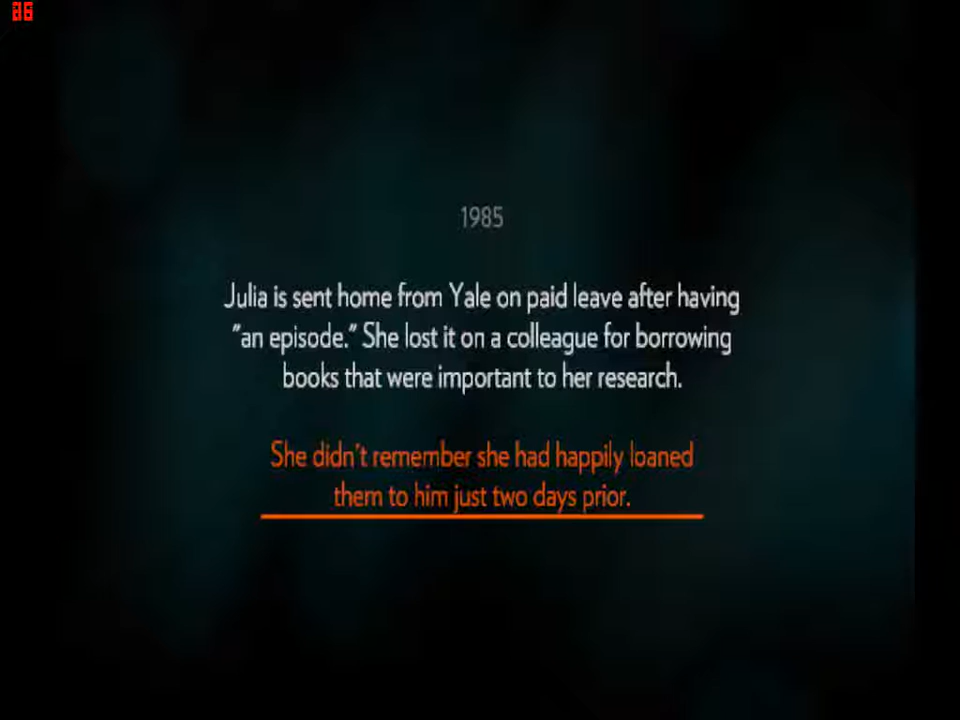 26
1985
Julia is sent home from Yale on paid leave after having
"an episode." She lost it on a colleague for borrowing
books that were important to her research.
She didn't remember she had happily loaned
them to him just two days prior.